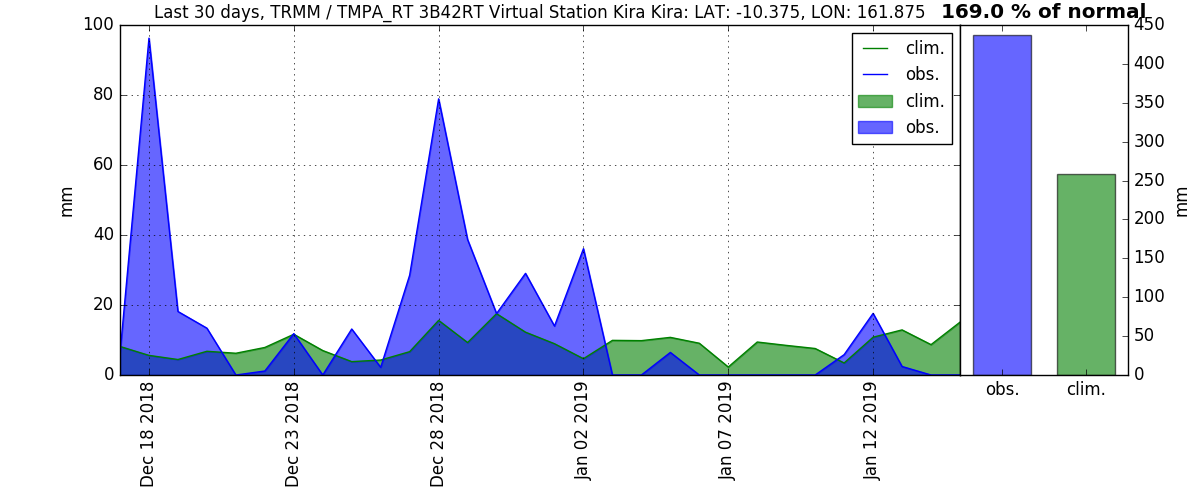 Last 30 days, TRMM / TMPA_RT 3B42RT Virtual Station Kira Kira: LAT: -10.375, LON: 161.875
169.0 % of normal
100
80
60
40
20
0
mm
clim.
obs.
clim.
obs.
Dec 18 2018
Dec 23 2018
Dec 28 2018
Jan 02 2019
Jan 07 2019
Jan 12 2019
450
400
350
300
250
200
150
100
50
0
mm
obs.
clim.